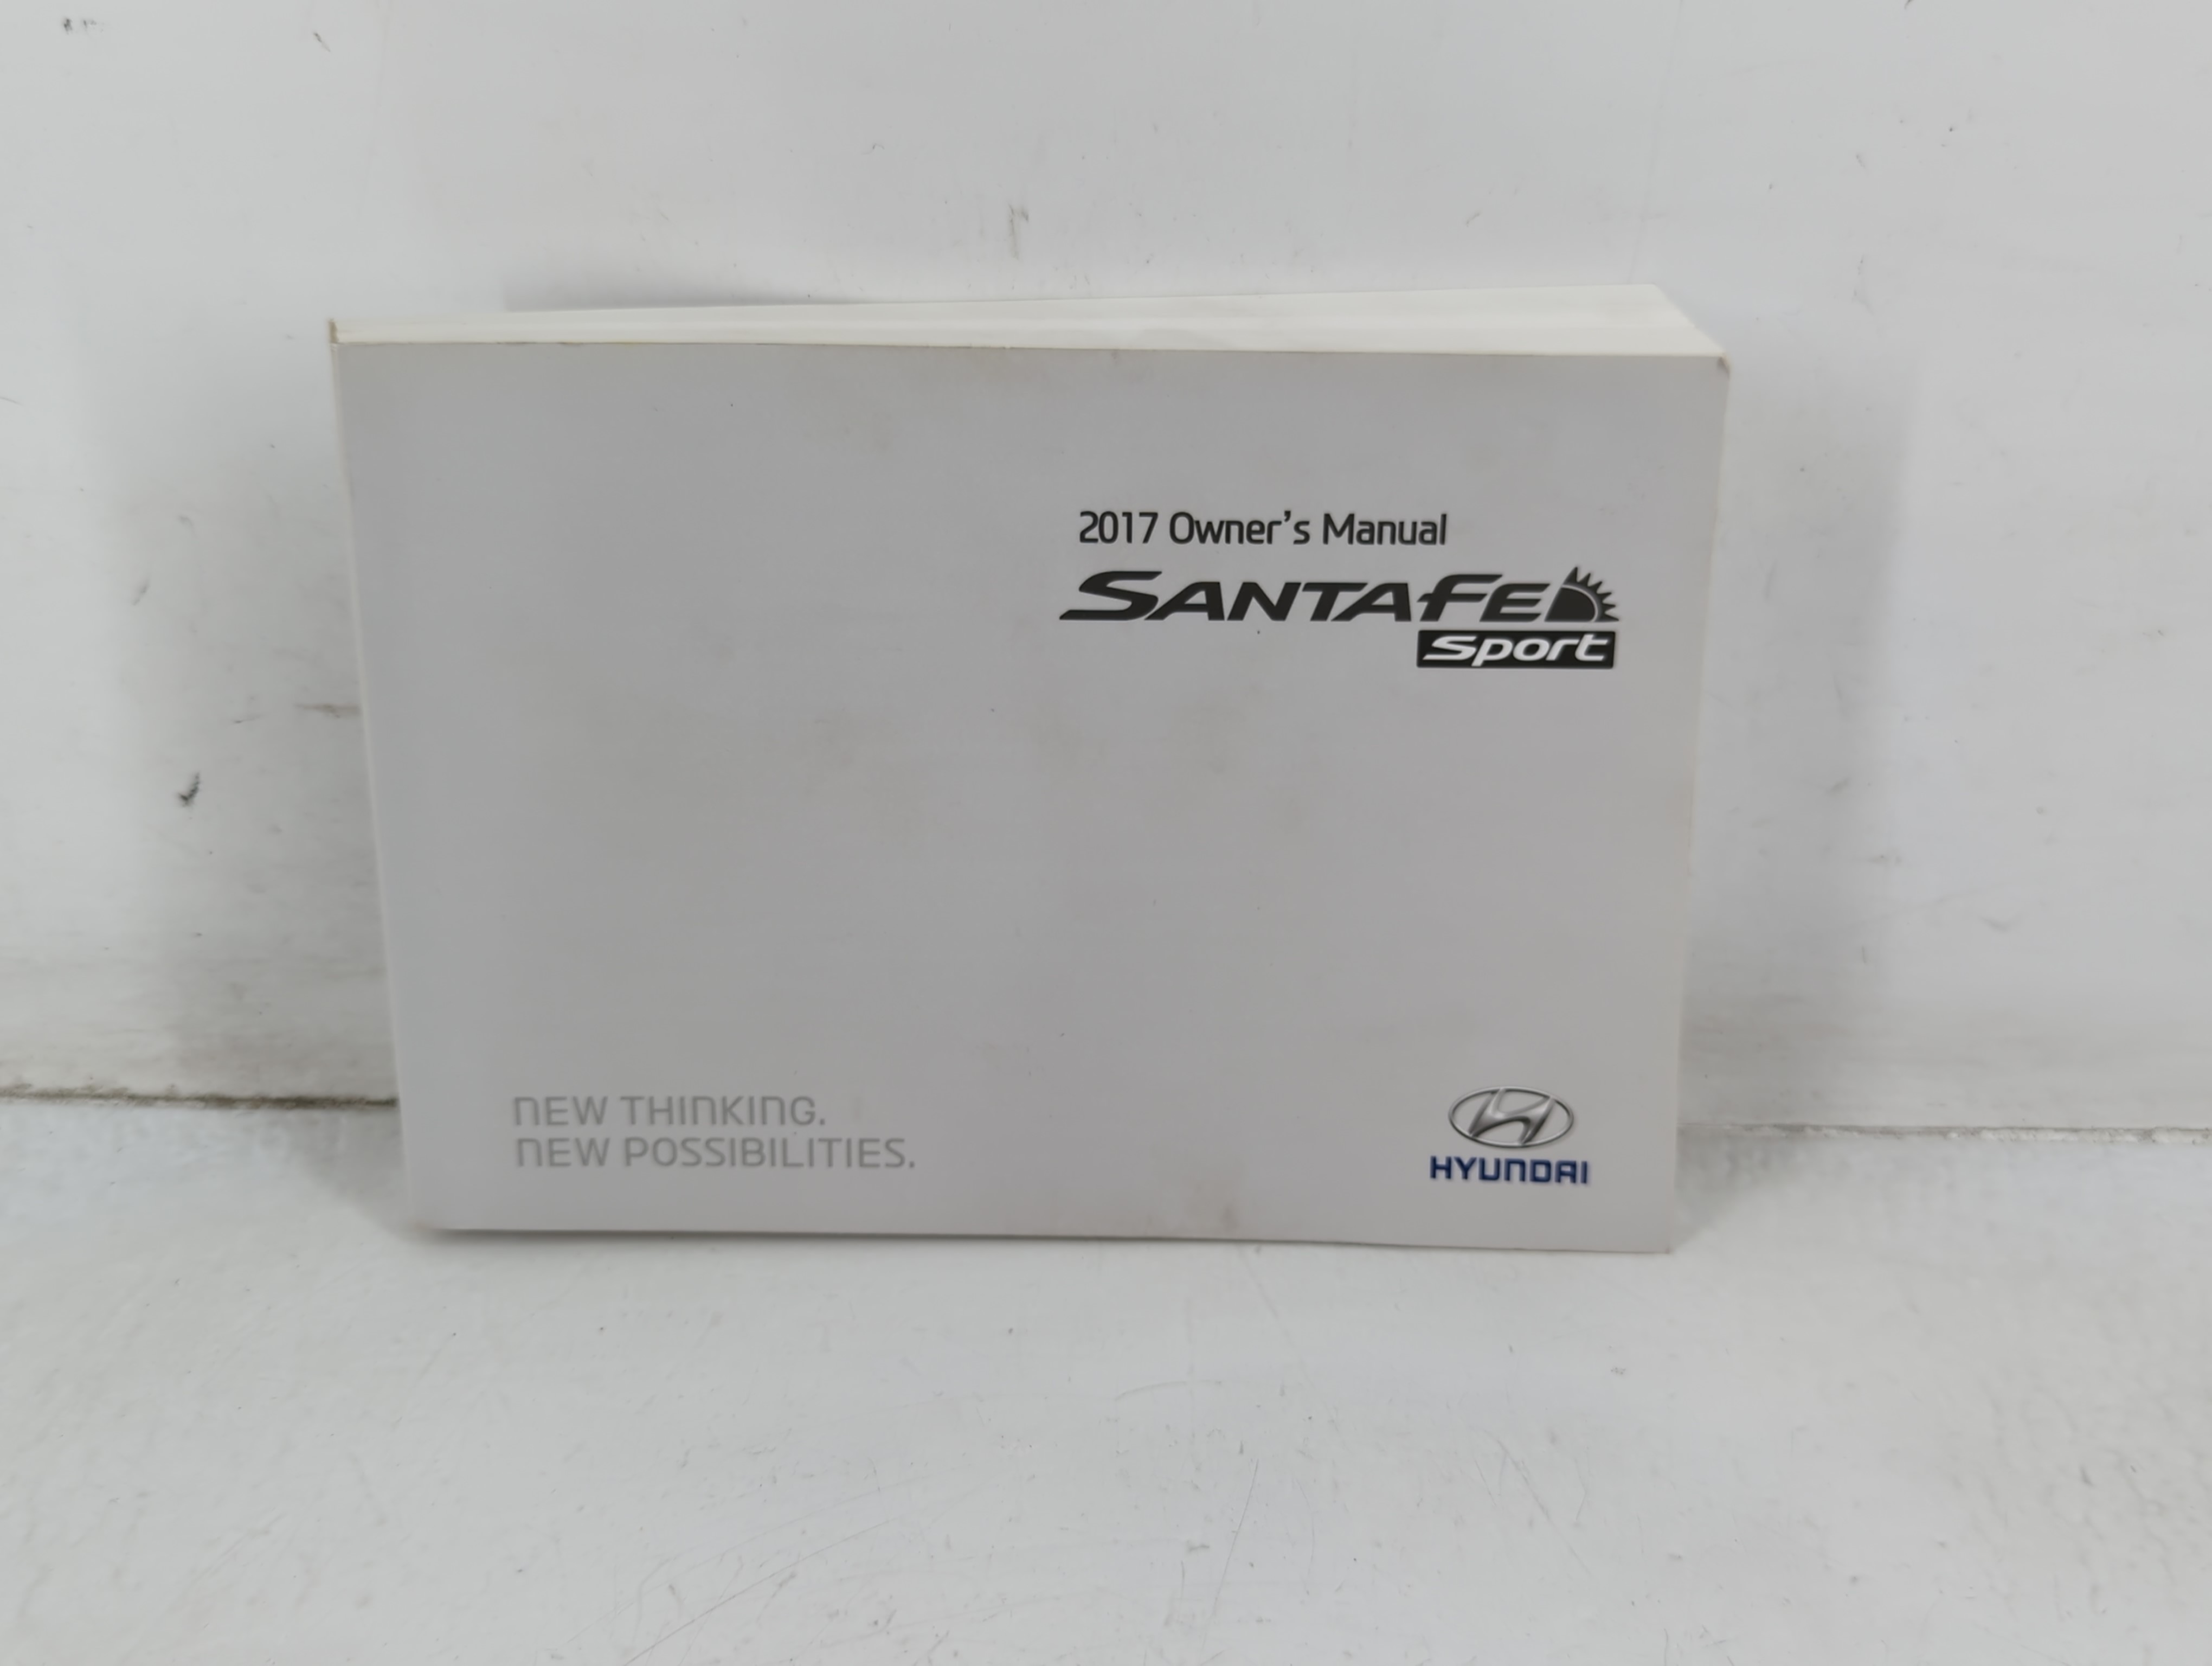 2017 Owner's Manual
SANTAFE
Sport
NEW THINKING.
NEW POSSIBILITIES.
HYUNDAI